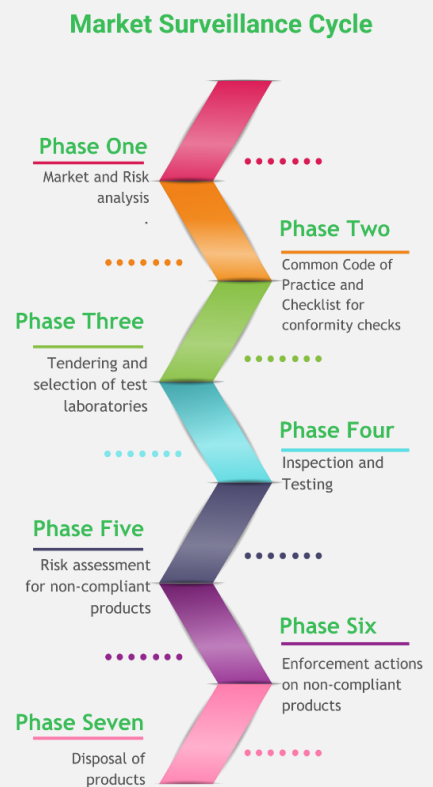 Market Surveillance Cycle
Phase One
Market and Risk
analysis
.
Phase Two
Common Code of
Practice and
Checklist for
conformity checks
Phase Three
Tendering and
selection of test
laboratories
Phase Four
Inspection and
Testing
Phase Five
Risk assessment
for non-compliant
products
Phase Six
Enforcement actions
on non-compliant
products
Phase Seven
Disposal of
products